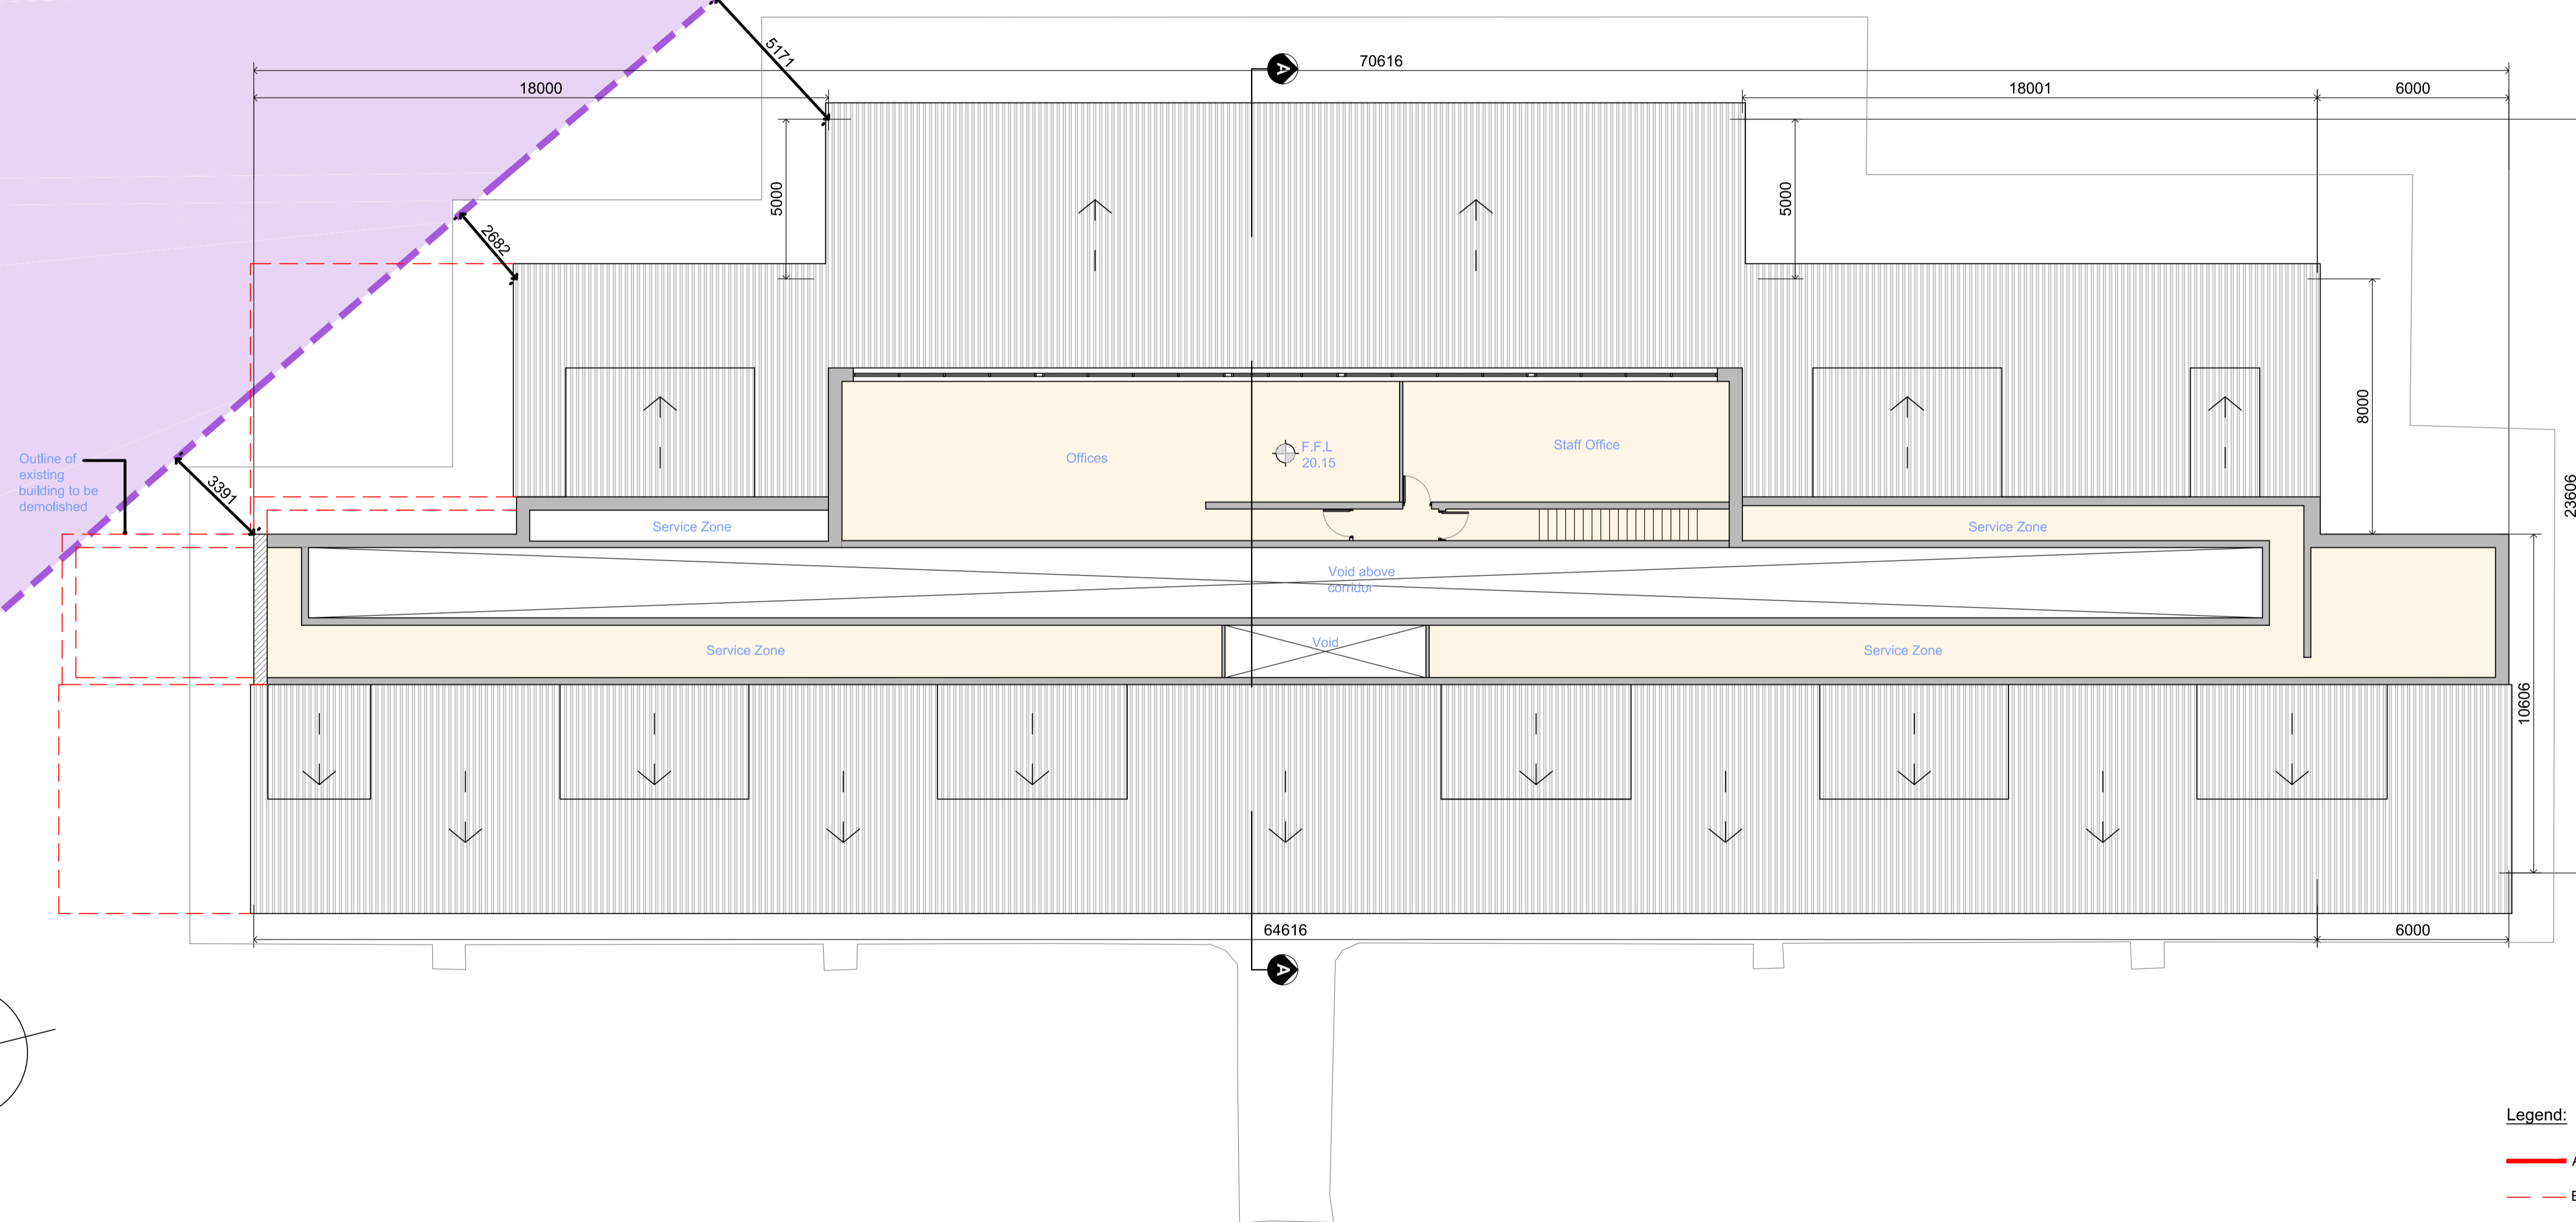 5171
70616
A
18000
18001
6000
5000
5000
2682
8000
23606
Outline of
existing
building to be
demolished
3391
Offices
F.F.L
20.15
Staff Office
Service Zone
Service Zone
Void above
corridor
Service Zone
Void
Service Zone
10606
64616
6000
A
Legend: